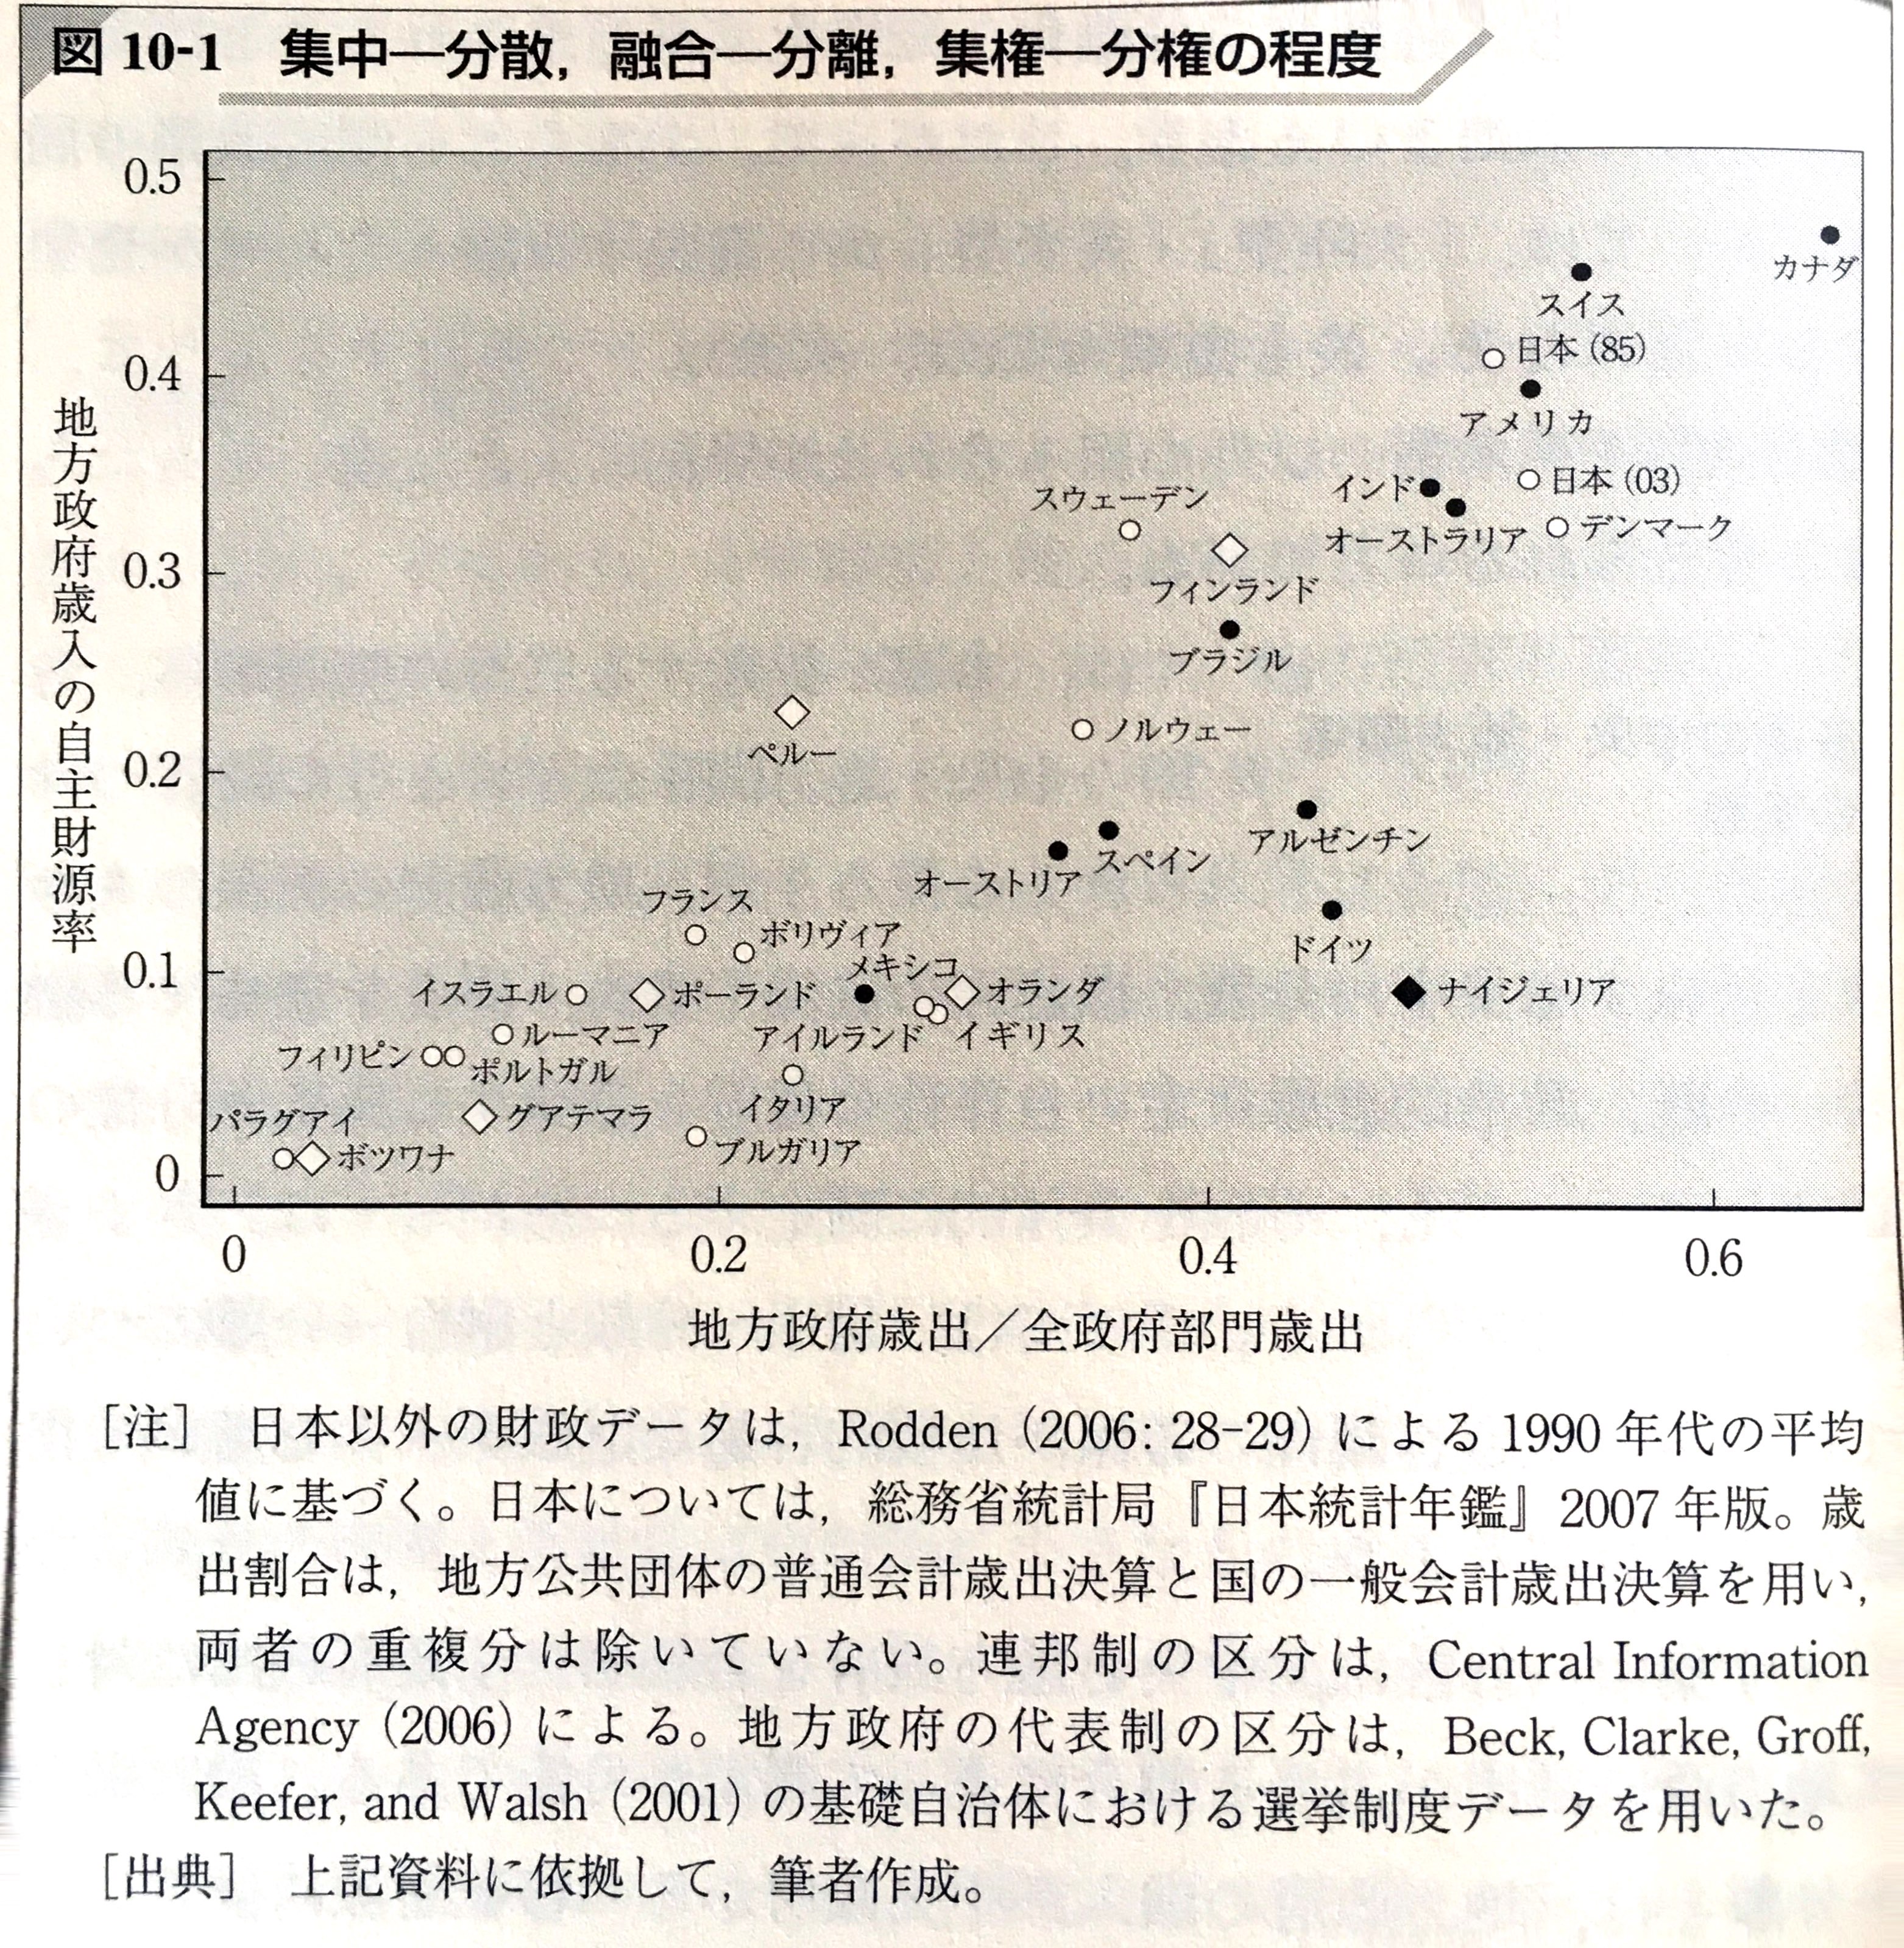 図10-1 集中―分散，融合―分離，集権―分権の程度
0.5
0.4
0.3
0.2
0.1
0
地方政府歳入の自主財源率
カナダ
スイス
日本(85)
アメリカ
インド
日本(03)
スウェーデン
オーストラリア
デンマーク
フィンランド
ブラジル
ペルー
ノルウェー
アルゼンチン
スペイン
オーストリア
フランス
ボリヴィア
ドイツ
メキシコ
イスラエル
ポーランド
オランダ
ナイジェリア
ルーマニア
アイルランド
イギリス
フィリピン
ポルトガル
イタリア
パラグアイ
グアテマラ
ブルガリア
ボツワナ
0 0.2 0.4 0.6
地方政府歳出／全政府部門歳出
［注］ 日本以外の財政データは，Rodden（2006: 28-29）による1990年代の平均
値に基づく。日本については，総務省統計局『日本統計年鑑』2007年版。歳
出割合は，地方公共団体の普通会計歳出決算と国の一般会計歳出決算を用い，
両者の重複分は除いていない。連邦制の区分は，Central Information
Agency（2006）による。地方政府の代表制の区分は，Beck, Clarke, Groff,
Keefer, and Walsh（2001）の基礎自治体における選挙制度データを用いた。
［出典］ 上記資料に依拠して，筆者作成。